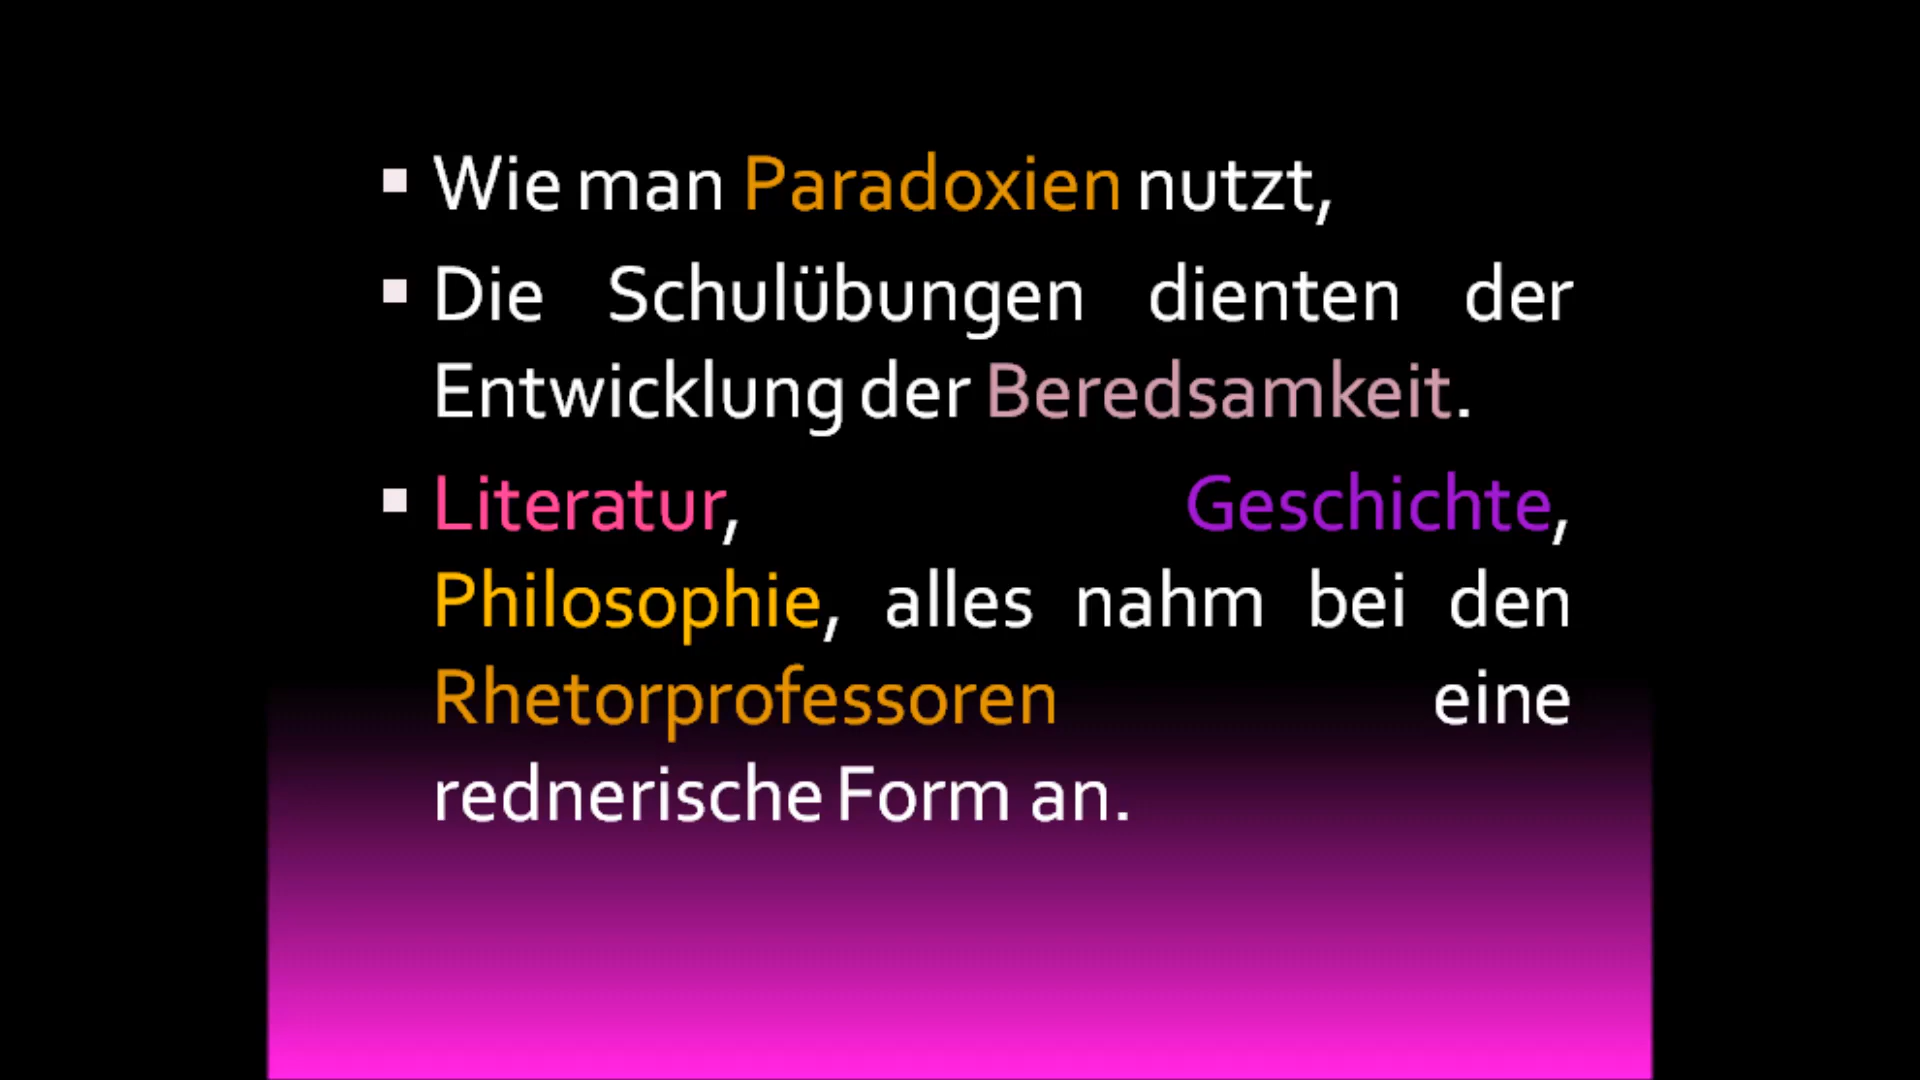 Wie man Paradoxien nutzt,
Die Schulübungen dienten der
Entwicklung der Beredsamkeit.
Literatur, Geschichte,
Philosophie, alles nahm bei den
Rhetorprofessoren eine
rednerische Form an.